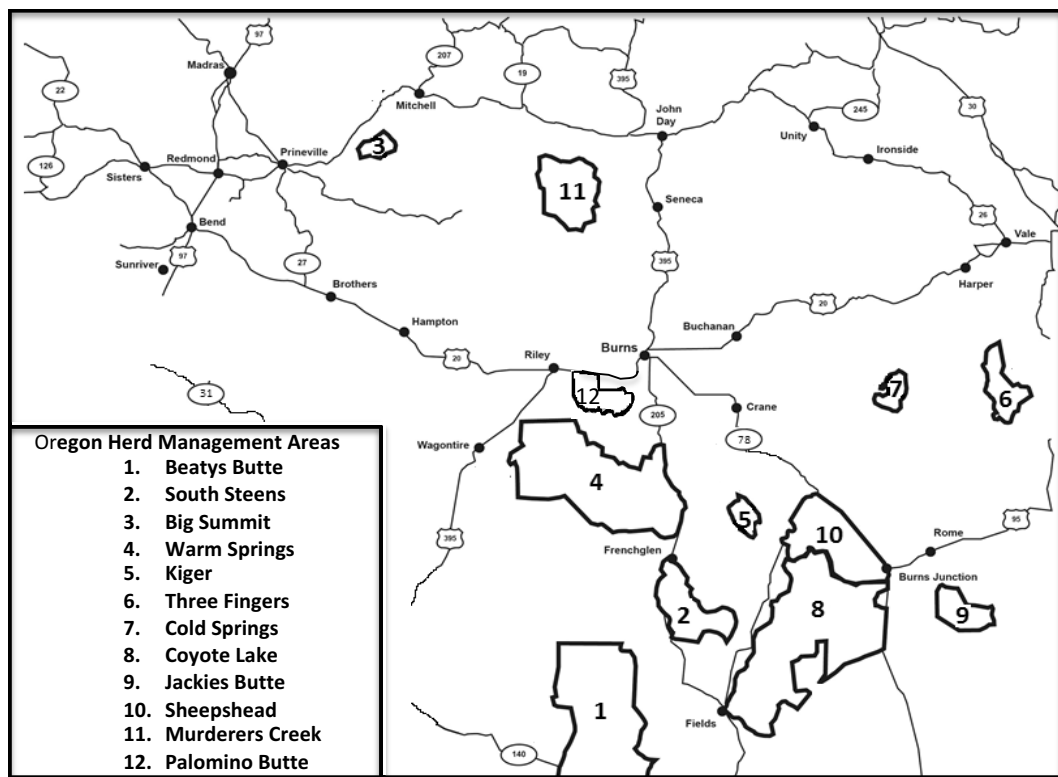 97
Madras
207
19
395
22
Mitchell
30
John
Day
245
Unity
Prineville
3
Ironside
126
Redmond
Sisters
11
Seneca
26
Bend
Vale
97
395
Sunriver
27
Harper
Brothers
20
Hampton
Buchanan
Burns
20
Riley
7
6
31
12
Crane
205
78
Wagontire
4
5
95
395
10
Rome
Frenchglen
Burns Junction
2
8
9
1
Fields
140
Oregon Herd Management Areas
1. Beatys Butte
2. South Steens
3. Big Summit
4. Warm Springs
5. Kiger
6. Three Fingers
7. Cold Springs
8. Coyote Lake
9. Jackies Butte
10. Sheepshead
11. Murderers Creek
12. Palomino Butte